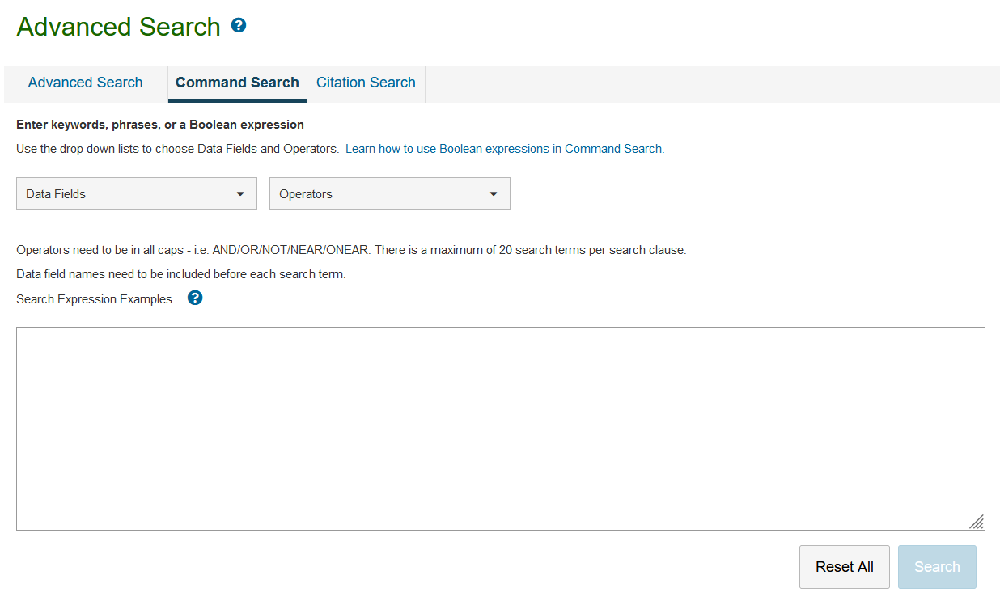 Advanced Search ?
Advanced Search Command Search Citation Search
Enter keywords, phrases, or a Boolean expression
Use the drop down lists to choose Data Fields and Operators. Learn how to use Boolean expressions in Command Search.
Data Fields Operators
Operators need to be in all caps - i.e. AND/OR/NOT/NEAR/ONEAR. There is a maximum of 20 search terms per search clause.
Data field names need to be included before each search term.
Search Expression Examples ?
Reset All Search